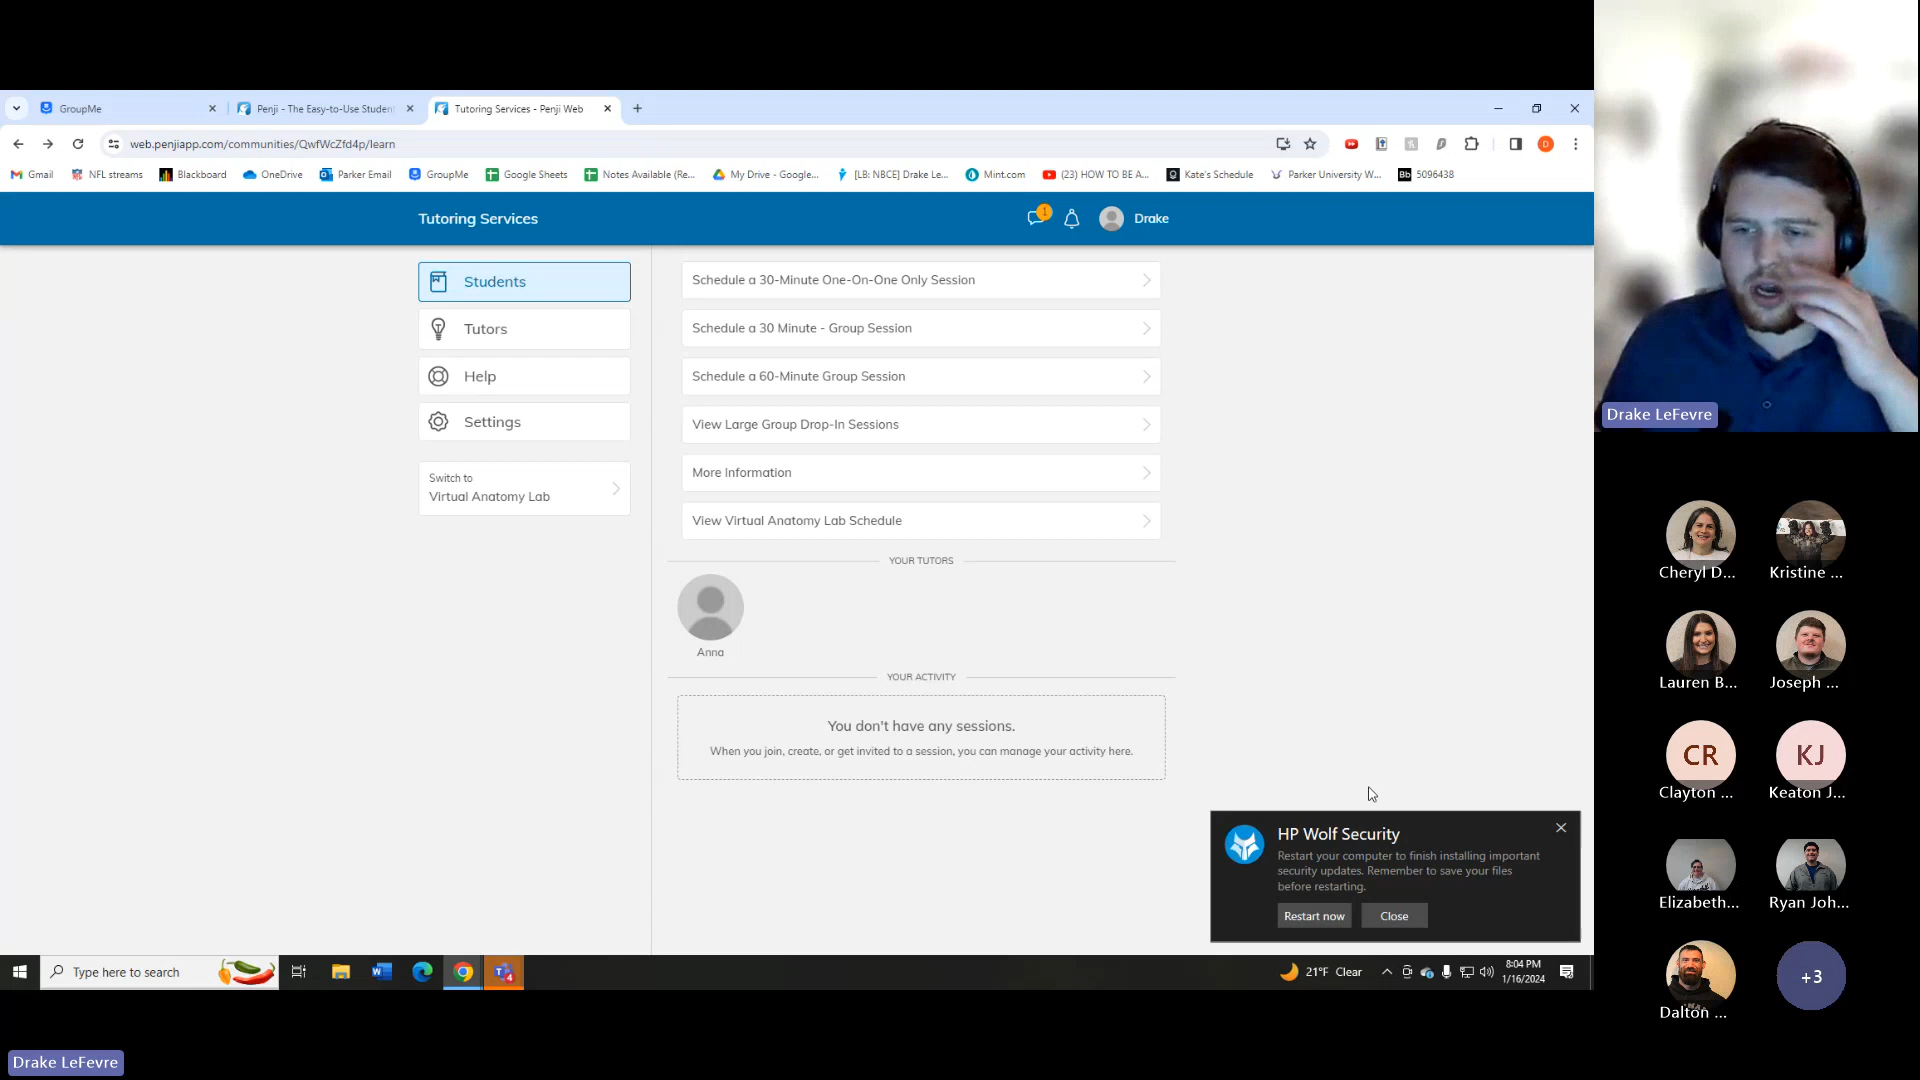 GroupMe
Penji - The Easy-to-Use Studen
Tutoring Services - Penji Web
web.penjiapp.com/communities/QwfWcZfd4p/learn
Gmail
NFL streams
Blackboard
OneDrive
Parker Email
GroupMe
Google Sheets
Notes Available (Re...
My Drive - Google...
[LB: NBCE] Drake Le...
Mint.com
(23) HOW TO BE A...
Kate's Schedule
Parker University W...
Bb 5096438
Tutoring Services
1
Drake
Students
Tutors
Help
Settings
Switch to
Virtual Anatomy Lab
Schedule a 30-Minute One-On-One Only Session
Schedule a 30 Minute - Group Session
Schedule a 60-Minute Group Session
View Large Group Drop-In Sessions
More Information
View Virtual Anatomy Lab Schedule
YOUR TUTORS
Anna
YOUR ACTIVITY
You don't have any sessions.
When you join, create, or get invited to a session, you can manage your activity here.
HP Wolf Security
Restart your computer to finish installing important
security updates. Remember to save your files
before restarting.
Restart now
Close
Type here to search
21°F Clear
8:04 PM
1/16/2024
Drake LeFevre
Cheryl D...
Kristine ...
Lauren B...
Joseph ...
CR
KJ
Clayton ...
Keaton J...
Elizabeth...
Ryan Joh...
Dalton ...
+3
Drake LeFevre